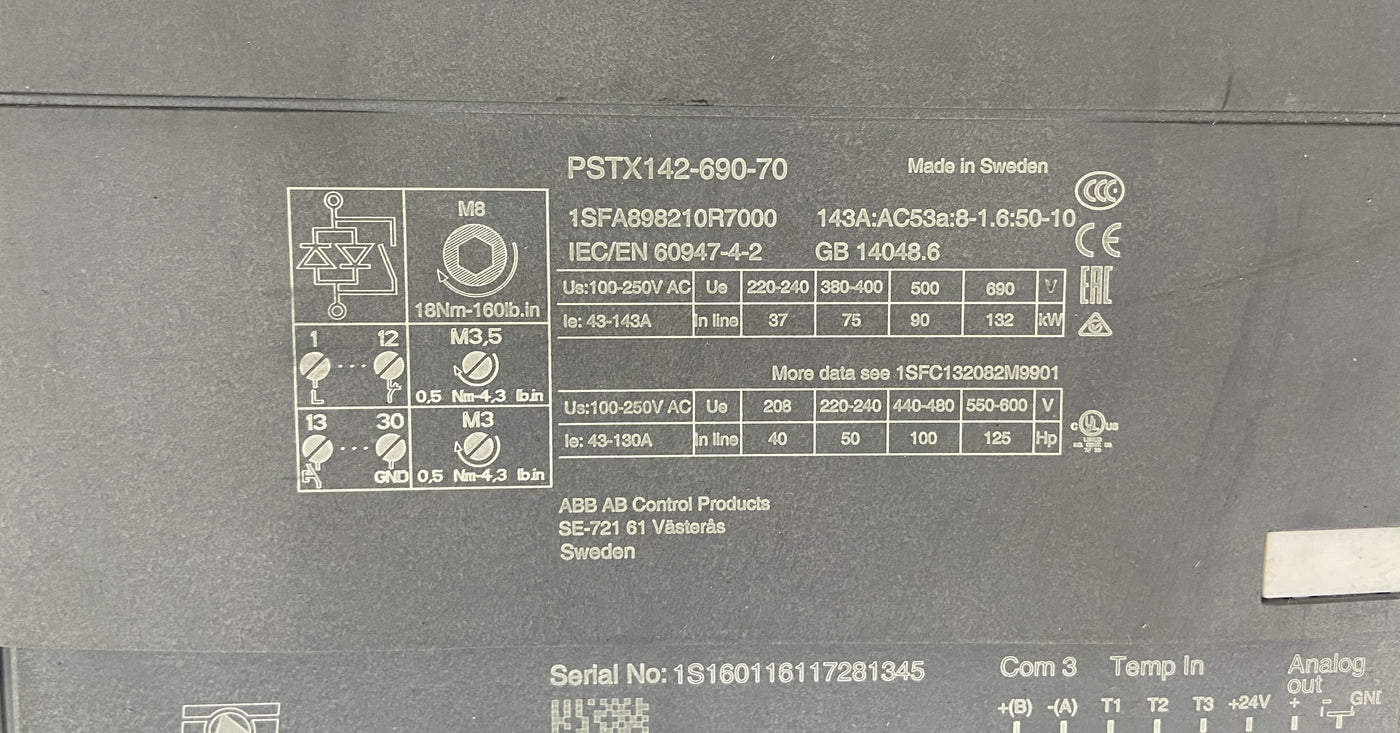 PSTX142-690-70 Made in Sweden
1SFA898210R7000 143A:AC53a:8-1.6:50-10
IEC/EN 60947-4-2 GB 14048.6
CCC
CE
EAC
M8
18Nm-160lb.in
1 12 M3,5
L 0,5 Nm-4,3 lb.in
13 30 M3
GND 0,5 Nm-4,3 lb.in
Us:100-250V AC Ue 220-240 380-400 500 690 V
Ie: 43-143A In line 37 75 90 132 kW
More data see 1SFC132082M9901
Us:100-250V AC Ue 208 220-240 440-480 550-600 V
Ie: 43-130A In line 40 50 100 125 Hp
c UL us
LISTED
ABB AB Control Products
SE-721 61 Västerås
Sweden
Serial No: 1S160116117281345
Com 3 Temp In Analog out
+(B) -(A) T1 T2 T3 +24V + - GND